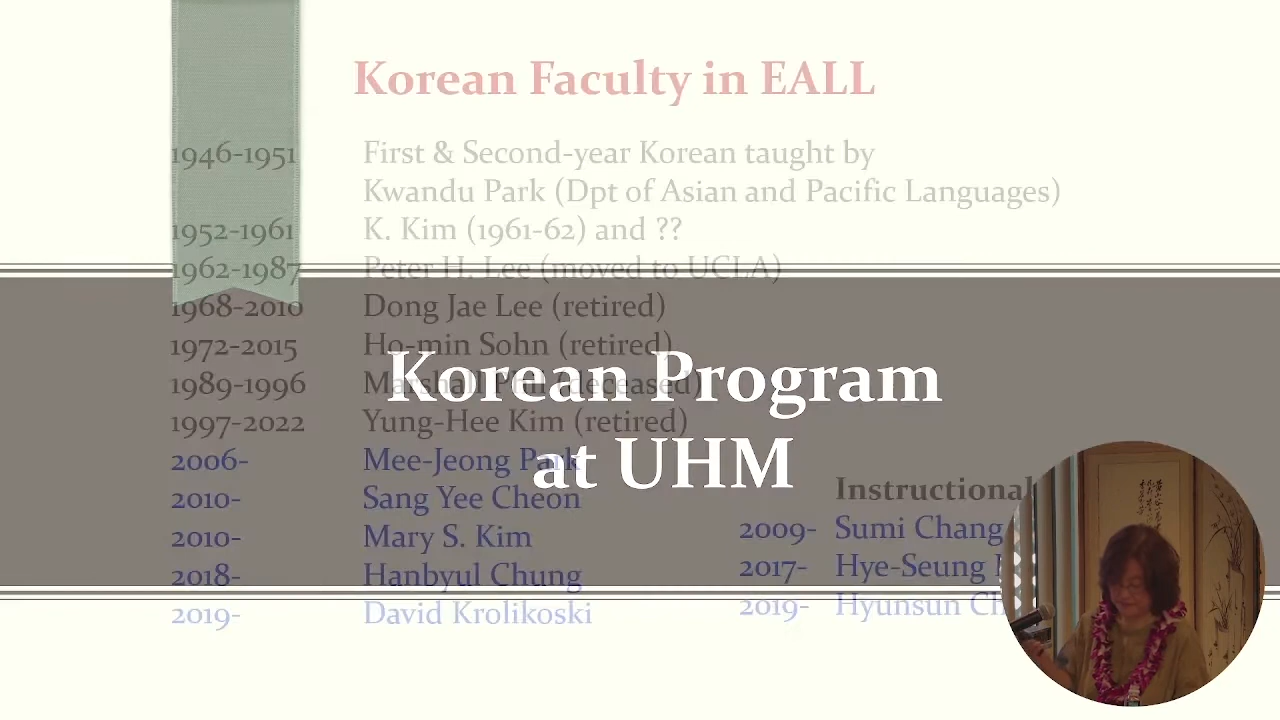 Korean Faculty in EALL
1946-1951 First & Second-year Korean taught by
Kwandu Park (Dpt of Asian and Pacific Languages)
1952-1961 K. Kim (1961-62) and ??
1962-1987 Peter H. Lee (moved to UCLA)
1968-2010 Dong Jae Lee (retired)
1972-2015 Ho-min Sohn (retired)
1989-1996 Marshall Phil (deceased)
1997-2022 Yung-Hee Kim (retired)
Korean Program
at UHM
2006- Mee-Jeong Park
2010- Sang Yee Cheon
2010- Mary S. Kim
2018- Hanbyul Chung
2019- David Krolikoski
Instructional
2009- Sumi Chang
2017- Hye-Seung
2019- Hyunsun